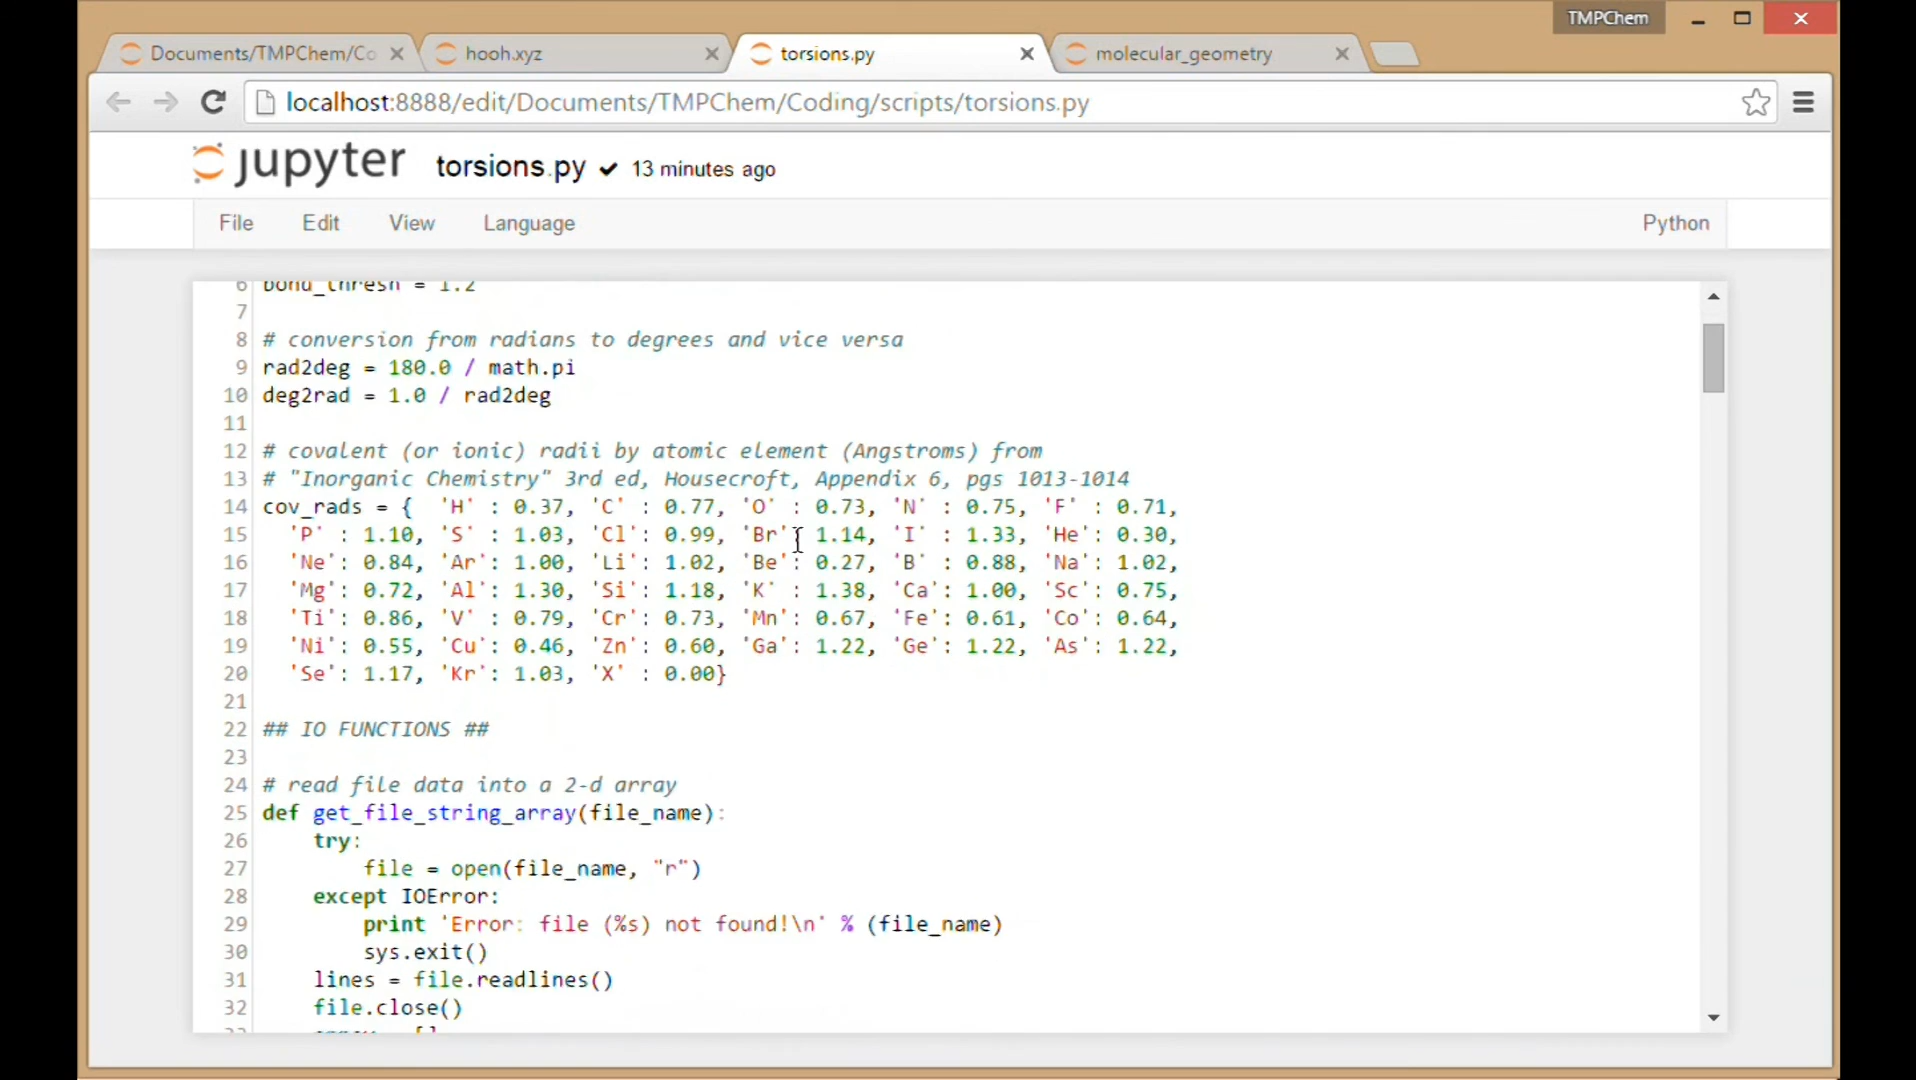 TMPChem
Documents/TMPChem/Co
hooh.xyz
torsions.py
molecular_geometry
localhost:8888/edit/Documents/TMPChem/Coding/scripts/torsions.py
jupyter torsions.py ✔ 13 minutes ago
File Edit View Language Python
6 bond_thresh = 1.2
7
8 # conversion from radians to degrees and vice versa
9 rad2deg = 180.0 / math.pi
10 deg2rad = 1.0 / rad2deg
11
12 # covalent (or ionic) radii by atomic element (Angstroms) from
13 # "Inorganic Chemistry" 3rd ed, Housecroft, Appendix 6, pgs 1013-1014
14 cov_rads = { 'H' : 0.37, 'C' : 0.77, 'O' : 0.73, 'N' : 0.75, 'F' : 0.71,
15 'P' : 1.10, 'S' : 1.03, 'Cl': 0.99, 'Br': 1.14, 'I' : 1.33, 'He': 0.30,
16 'Ne': 0.84, 'Ar': 1.00, 'Li': 1.02, 'Be': 0.27, 'B' : 0.88, 'Na': 1.02,
17 'Mg': 0.72, 'Al': 1.30, 'Si': 1.18, 'K' : 1.38, 'Ca': 1.00, 'Sc': 0.75,
18 'Ti': 0.86, 'V' : 0.79, 'Cr': 0.73, 'Mn': 0.67, 'Fe': 0.61, 'Co': 0.64,
19 'Ni': 0.55, 'Cu': 0.46, 'Zn': 0.60, 'Ga': 1.22, 'Ge': 1.22, 'As': 1.22,
20 'Se': 1.17, 'Kr': 1.03, 'X' : 0.00}
21
22 ## IO FUNCTIONS ##
23
24 # read file data into a 2-d array
25 def get_file_string_array(file_name):
26 try:
27 file = open(file_name, "r")
28 except IOError:
29 print 'Error: file (%s) not found!\n' % (file_name)
30 sys.exit()
31 lines = file.readlines()
32 file.close()